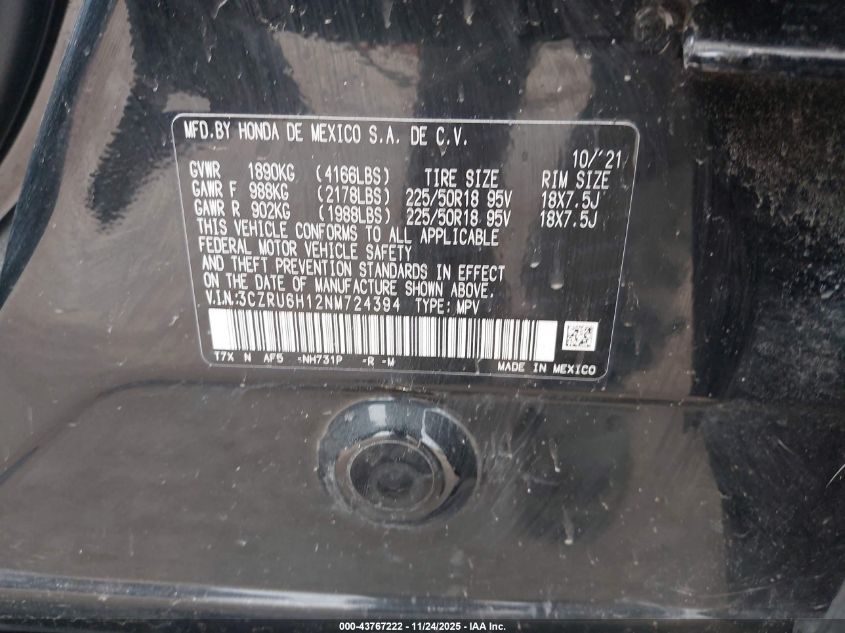 MFD.BY HONDA DE MEXICO S.A. DE C.V.
10/'21
GVWR 1890KG (4166LBS) TIRE SIZE RIM SIZE
GAWR F 988KG (2178LBS) 225/50R18 95V 18X7.5J
GAWR R 902KG (1988LBS) 225/50R18 95V 18X7.5J
THIS VEHICLE CONFORMS TO ALL APPLICABLE
FEDERAL MOTOR VEHICLE SAFETY
AND THEFT PREVENTION STANDARDS IN EFFECT
ON THE DATE OF MANUFACTURE SHOWN ABOVE.
V.I.N:3CZRU6H12NM724394 TYPE: MPV
T7X N AF5 -NH731P -R -M MADE IN MEXICO
000-43767222 - 11/24/2025 - IAA Inc.